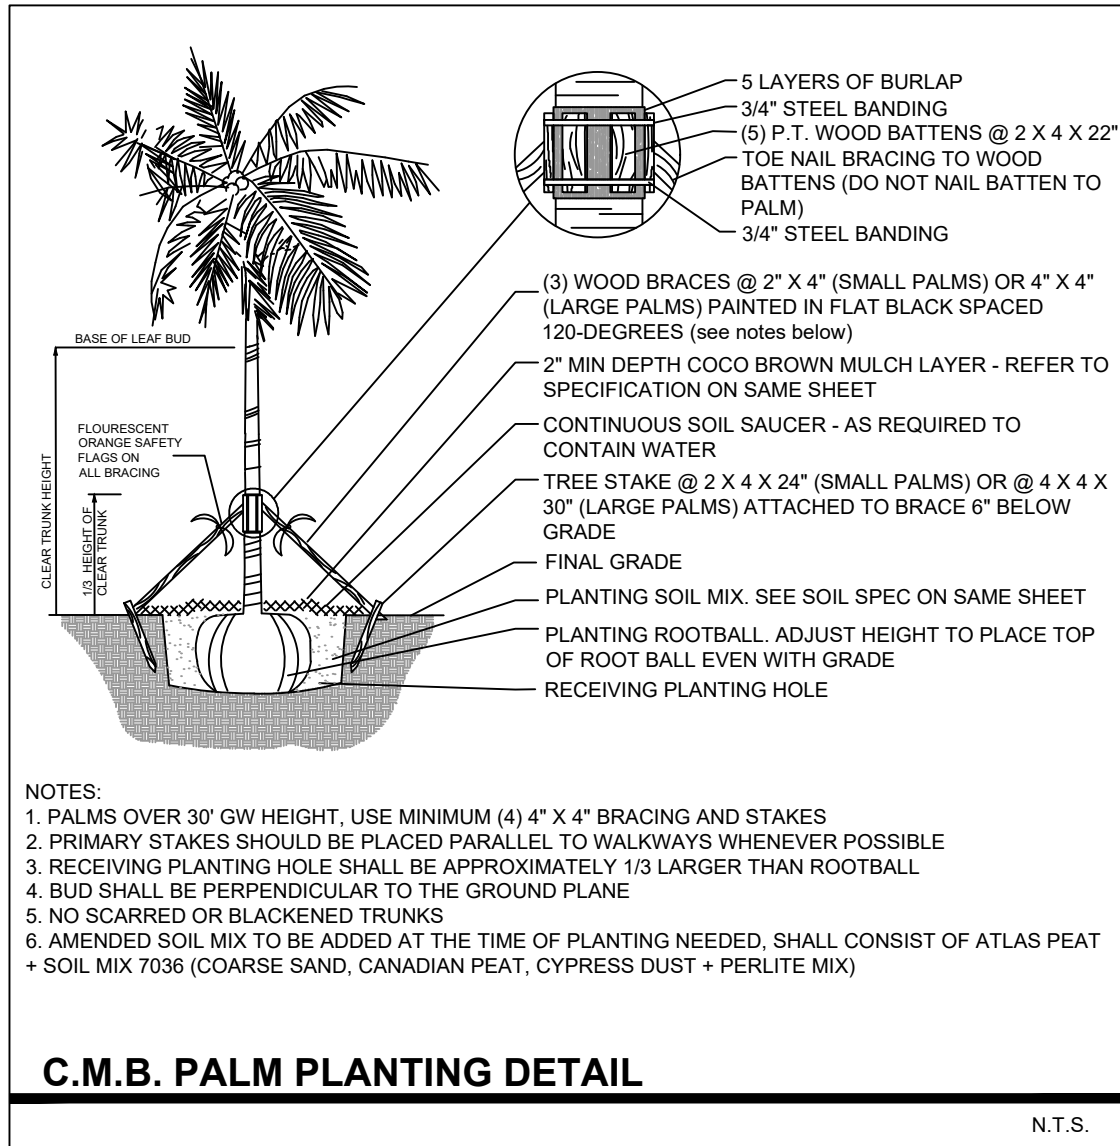 5 LAYERS OF BURLAP
3/4" STEEL BANDING
(5) P.T. WOOD BATTENS @ 2 X 4 X 22"
TOE NAIL BRACING TO WOOD
BATTENS (DO NOT NAIL BATTEN TO
PALM)
3/4" STEEL BANDING
(3) WOOD BRACES @ 2" X 4" (SMALL PALMS) OR 4" X 4"
(LARGE PALMS) PAINTED IN FLAT BLACK SPACED
120-DEGREES (see notes below)
2" MIN DEPTH COCO BROWN MULCH LAYER - REFER TO
SPECIFICATION ON SAME SHEET
CONTINUOUS SOIL SAUCER - AS REQUIRED TO
CONTAIN WATER
TREE STAKE @ 2 X 4 X 24" (SMALL PALMS) OR @ 4 X 4 X
30" (LARGE PALMS) ATTACHED TO BRACE 6" BELOW
GRADE
FINAL GRADE
PLANTING SOIL MIX. SEE SOIL SPEC ON SAME SHEET
PLANTING ROOTBALL. ADJUST HEIGHT TO PLACE TOP
OF ROOT BALL EVEN WITH GRADE
RECEIVING PLANTING HOLE
BASE OF LEAF BUD
FLOURESCENT
ORANGE SAFETY
FLAGS ON
ALL BRACING
CLEAR TRUNK HEIGHT
1/3 HEIGHT OF
CLEAR TRUNK
NOTES:
1. PALMS OVER 30' GW HEIGHT, USE MINIMUM (4) 4" X 4" BRACING AND STAKES
2. PRIMARY STAKES SHOULD BE PLACED PARALLEL TO WALKWAYS WHENEVER POSSIBLE
3. RECEIVING PLANTING HOLE SHALL BE APPROXIMATELY 1/3 LARGER THAN ROOTBALL
4. BUD SHALL BE PERPENDICULAR TO THE GROUND PLANE
5. NO SCARRED OR BLACKENED TRUNKS
6. AMENDED SOIL MIX TO BE ADDED AT THE TIME OF PLANTING NEEDED, SHALL CONSIST OF ATLAS PEAT
+ SOIL MIX 7036 (COARSE SAND, CANADIAN PEAT, CYPRESS DUST + PERLITE MIX)
C.M.B. PALM PLANTING DETAIL
N.T.S.